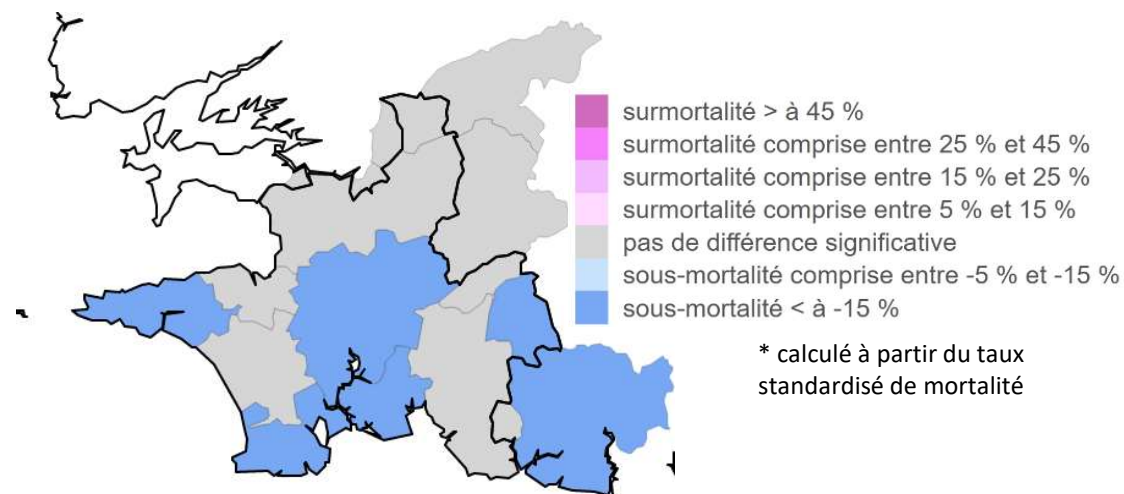 surmortalité > à 45 %
surmortalité comprise entre 25 % et 45 %
surmortalité comprise entre 15 % et 25 %
surmortalité comprise entre 5 % et 15 %
pas de différence significative
sous-mortalité comprise entre -5 % et -15 %
sous-mortalité < à -15 %
* calculé à partir du taux
standardisé de mortalité